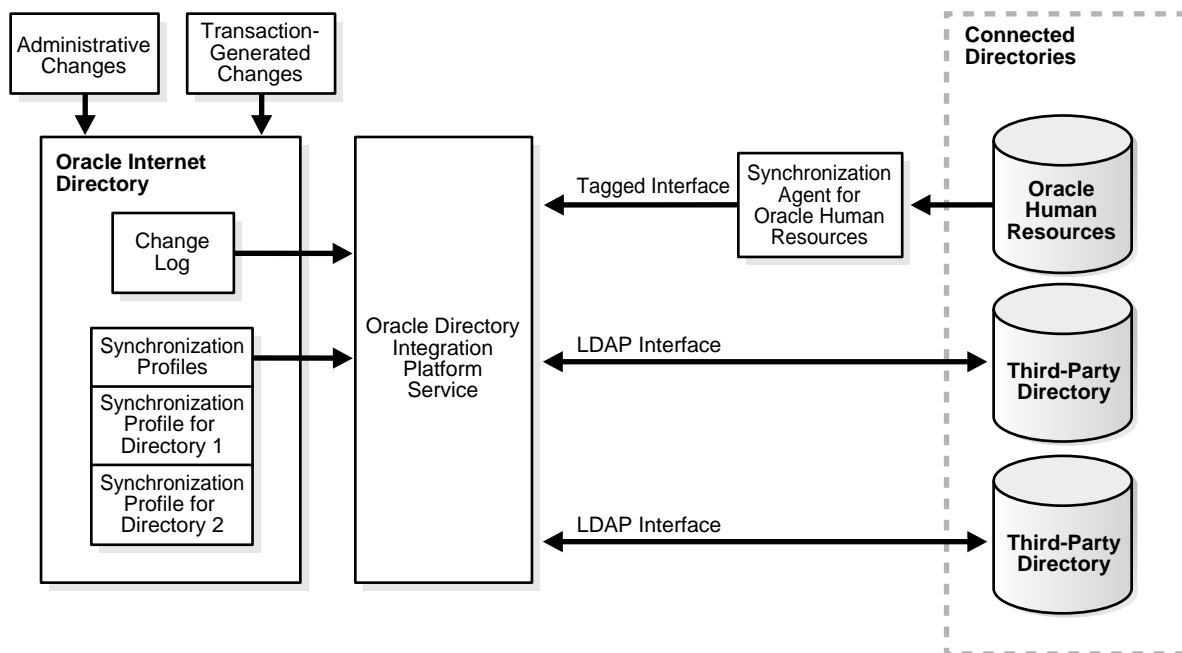 Administrative
Changes
Transaction-
Generated
Changes
Connected
Directories
Oracle Internet
Directory
Change
Log
Synchronization
Profiles
Synchronization
Profile for
Directory 1
Synchronization
Profile for
Directory 2
Oracle Directory
Integration
Platform
Service
Tagged Interface
Synchronization
Agent for
Oracle Human
Resources
Oracle
Human
Resources
LDAP Interface
Third-Party
Directory
LDAP Interface
Third-Party
Directory